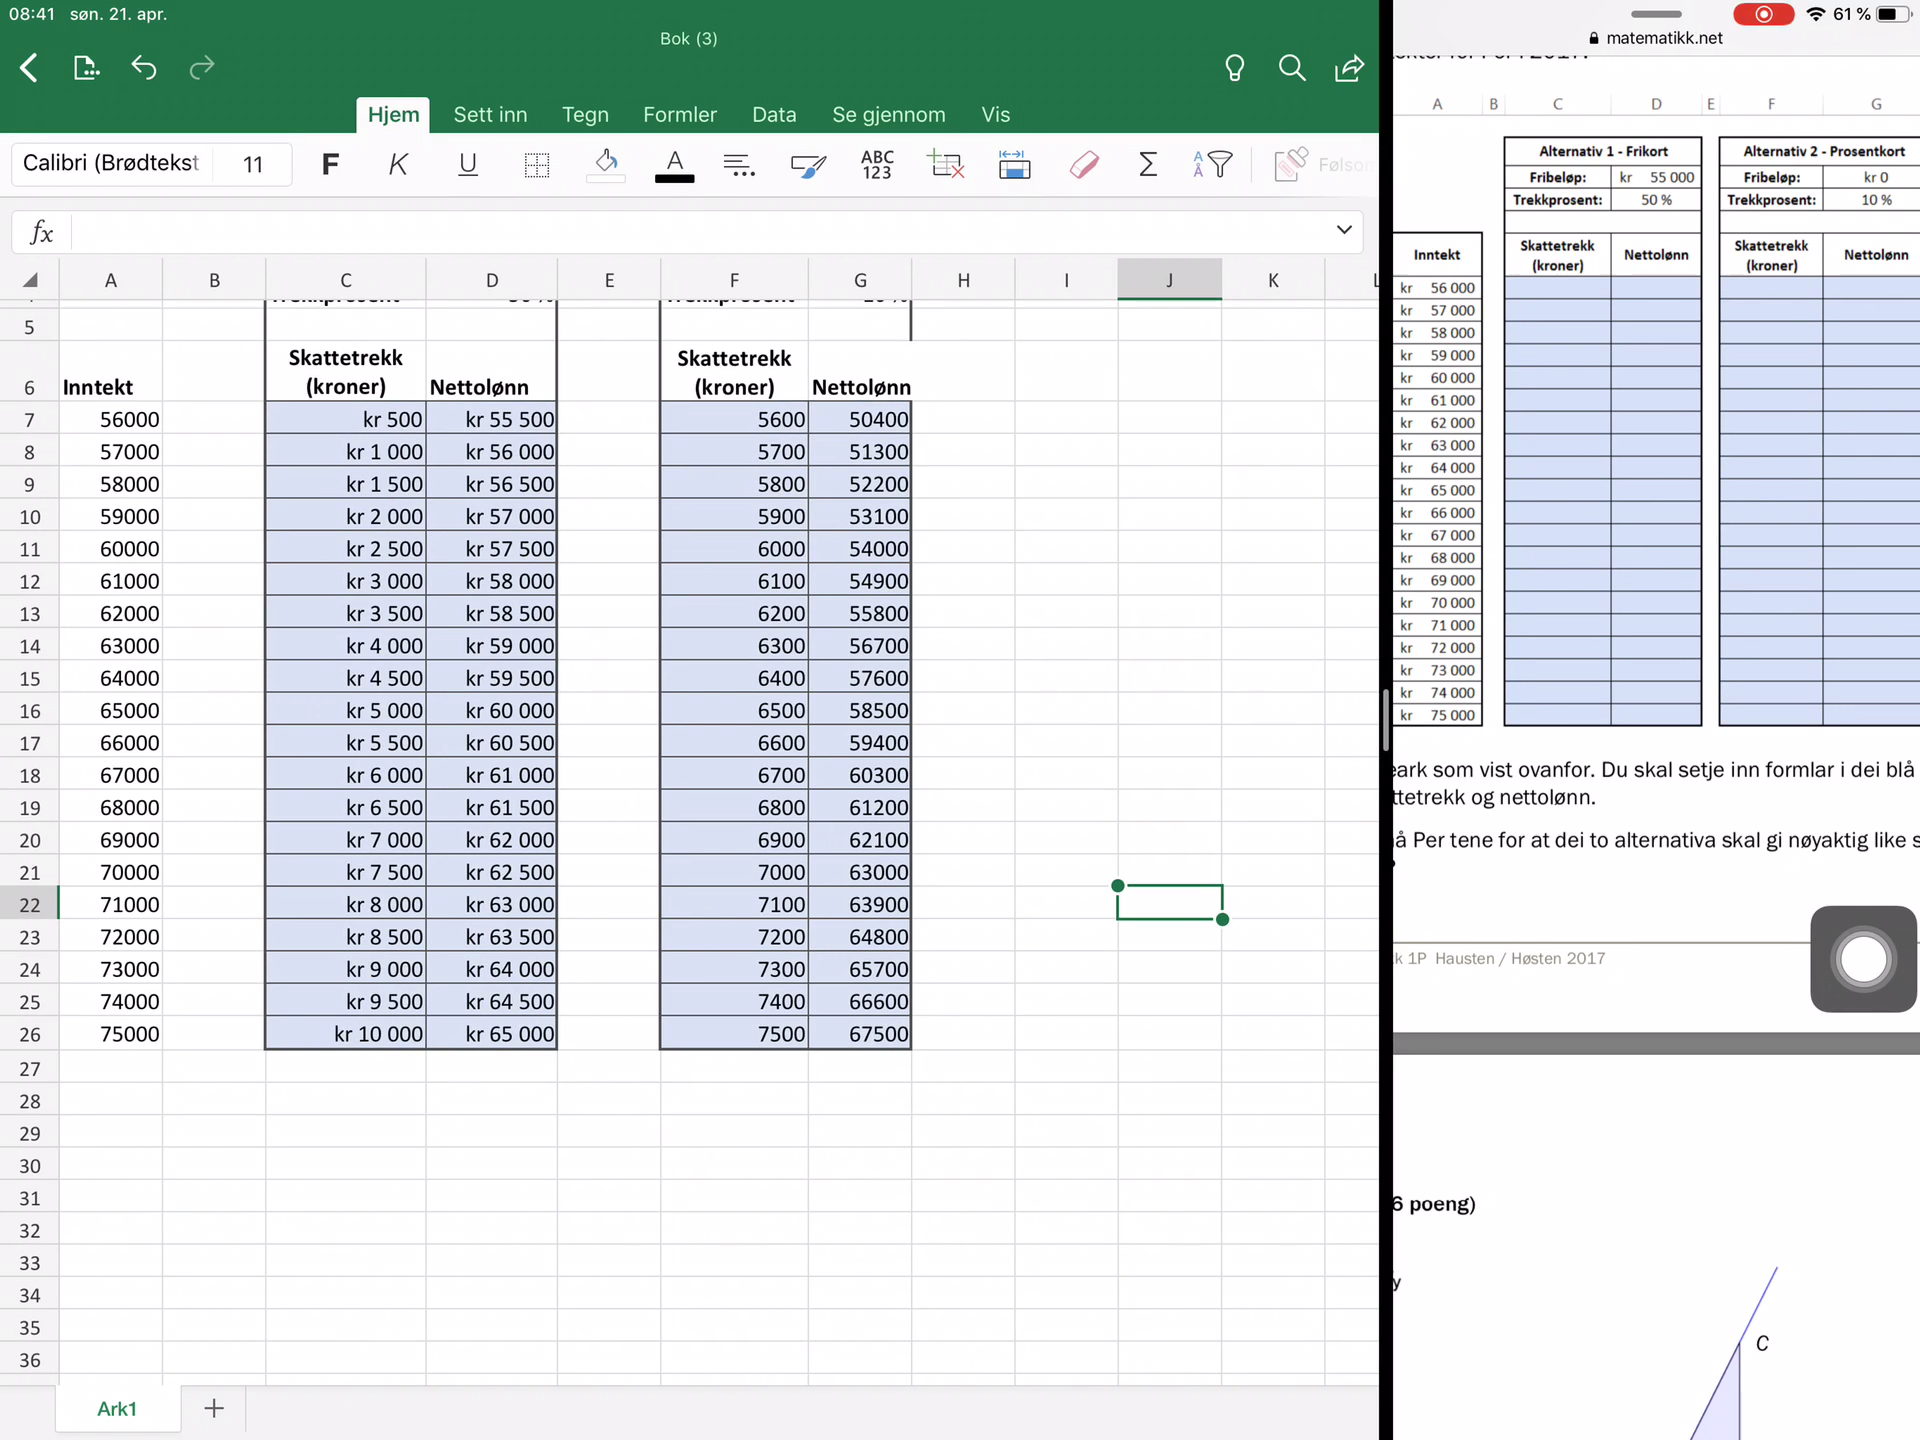 08:41 søn. 21. apr.
Bok (3)
Hjem Sett inn Tegn Formler Data Se gjennom Vis
Calibri (Brødtekst 11 F K U A ABC 123 Σ A Å
fx
A B C D E F G H I J K L
5
6 Inntekt Skattetrekk (kroner) Nettolønn Skattetrekk (kroner) Nettolønn
7 56000 kr 500 kr 55 500 5600 50400
8 57000 kr 1 000 kr 56 000 5700 51300
9 58000 kr 1 500 kr 56 500 5800 52200
10 59000 kr 2 000 kr 57 000 5900 53100
11 60000 kr 2 500 kr 57 500 6000 54000
12 61000 kr 3 000 kr 58 000 6100 54900
13 62000 kr 3 500 kr 58 500 6200 55800
14 63000 kr 4 000 kr 59 000 6300 56700
15 64000 kr 4 500 kr 59 500 6400 57600
16 65000 kr 5 000 kr 60 000 6500 58500
17 66000 kr 5 500 kr 60 500 6600 59400
18 67000 kr 6 000 kr 61 000 6700 60300
19 68000 kr 6 500 kr 61 500 6800 61200
20 69000 kr 7 000 kr 62 000 6900 62100
21 70000 kr 7 500 kr 62 500 7000 63000
22 71000 kr 8 000 kr 63 000 7100 63900
23 72000 kr 8 500 kr 63 500 7200 64800
24 73000 kr 9 000 kr 64 000 7300 65700
25 74000 kr 9 500 kr 64 500 7400 66600
26 75000 kr 10 000 kr 65 000 7500 67500
27
28
29
30
31
32
33
34
35
36
Ark1
61 %
matematikk.net
A B C D E F G
Alternativ 1 - Frikort Alternativ 2 - Prosentkort
Fribeløp: kr 55 000 Fribeløp: kr 0
Trekkprosent: 50 % Trekkprosent: 10 %
Inntekt Skattetrekk (kroner) Nettolønn Skattetrekk (kroner) Nettolønn
kr 56 000
kr 57 000
kr 58 000
kr 59 000
kr 60 000
kr 61 000
kr 62 000
kr 63 000
kr 64 000
kr 65 000
kr 66 000
kr 67 000
kr 68 000
kr 69 000
kr 70 000
kr 71 000
kr 72 000
kr 73 000
kr 74 000
kr 75 000
eark som vist ovanfor. Du skal setje inn formlar i dei blå
ttetrekk og nettolønn.
å Per tene for at dei to alternativa skal gi nøyaktig like s
k 1P Hausten / Høsten 2017
6 poeng)
y
C